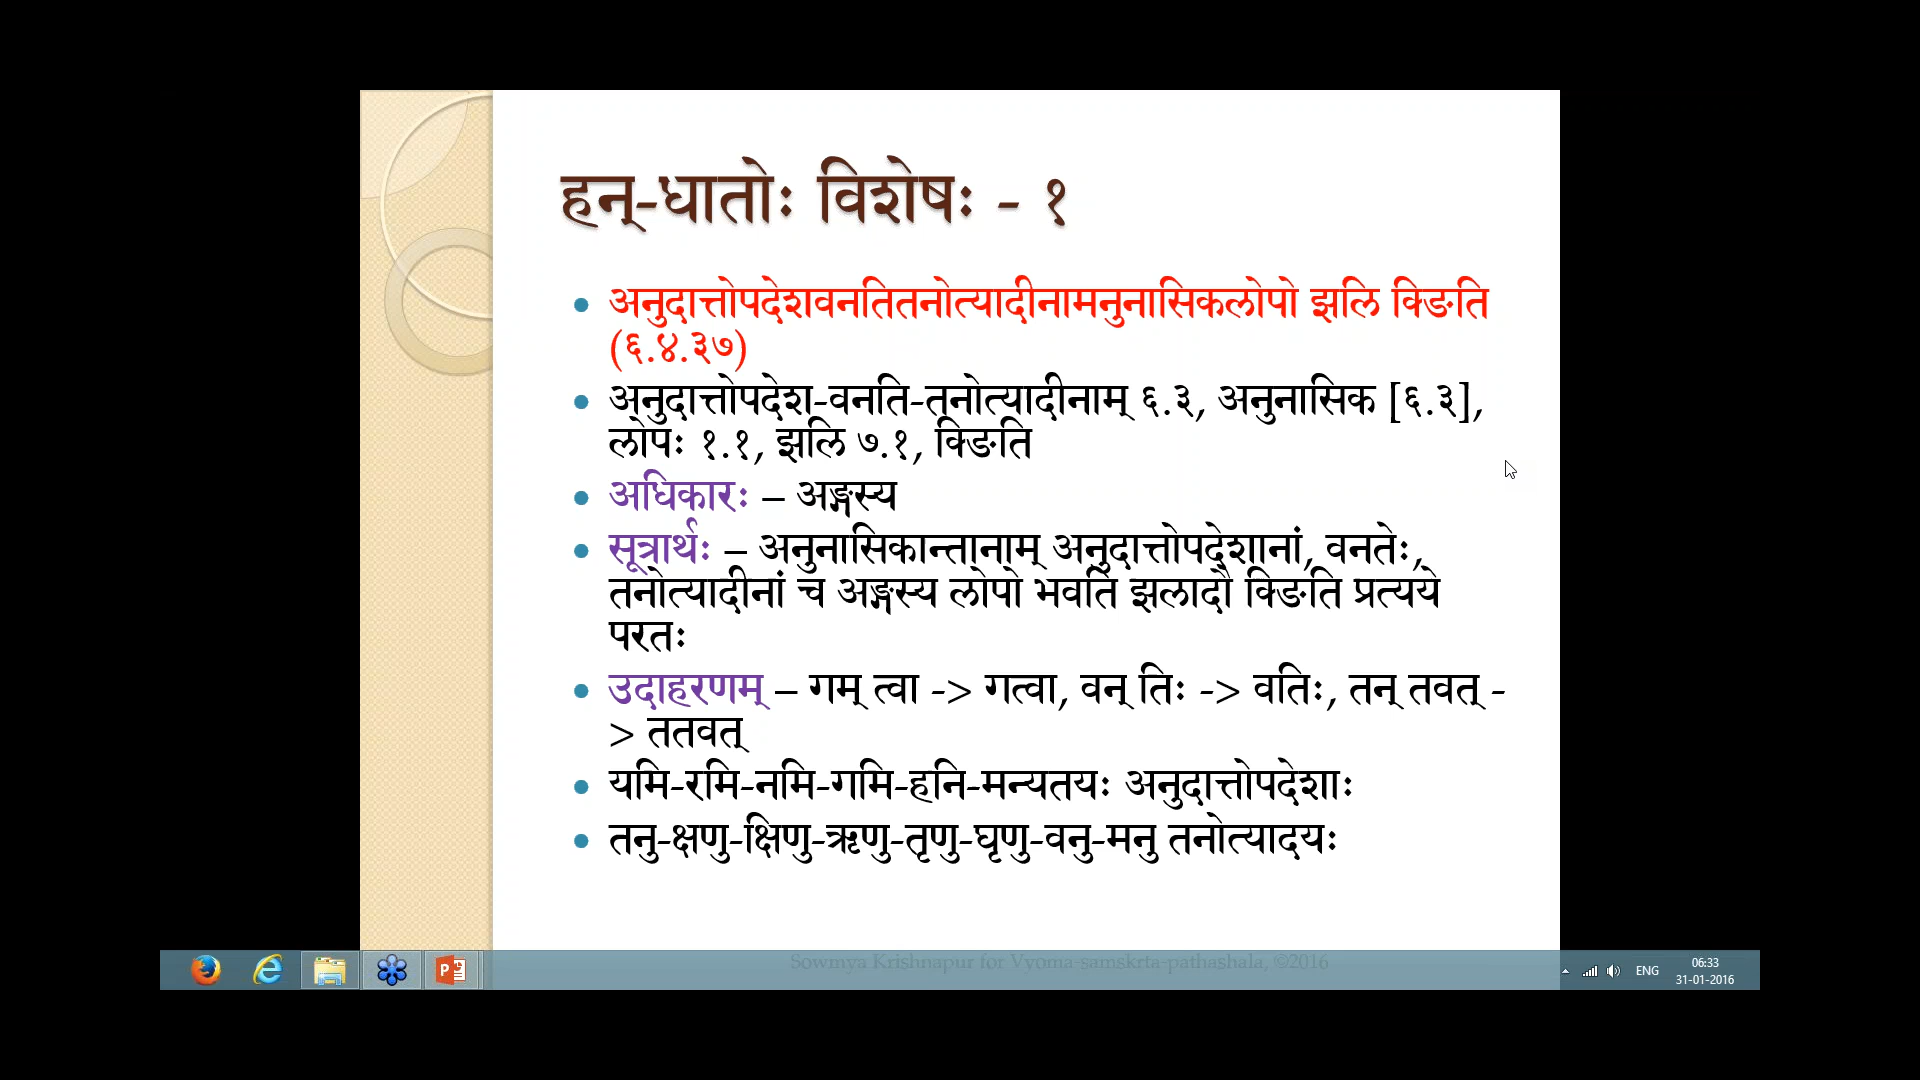 हन्-धातोः विशेषः - १
अनुदात्तोपदेशवनतितनोत्यादीनामनुनासिकलोपो झलि क्ङिति
(६.४.३७)
अनुदात्तोपदेश-वनति-तनोत्यादीनाम् ६.३, अनुनासिक [६.३],
लोपः १.१, झलि ७.१, क्ङिति
अधिकारः – अङ्गस्य
सूत्रार्थः – अनुनासिकान्तानाम् अनुदात्तोपदेशानां, वनतेः,
तनोत्यादीनां च अङ्गस्य लोपो भवति झलादौ क्ङिति प्रत्यये
परतः
उदाहरणम् – गम् त्वा -> गत्वा, वन् तिः -> वतिः, तन् तवत् -
> ततवत्
यमि-रमि-नमि-गमि-हनि-मन्यतयः अनुदात्तोपदेशाः
तनु-क्षणु-क्षिणु-ऋणु-तृणु-घृणु-वनु-मनु तनोत्यादयः
Sowmya Krishnapur for Vyoma-samskrta-pathashala, ©2016
ENG
06:33
31-01-2016